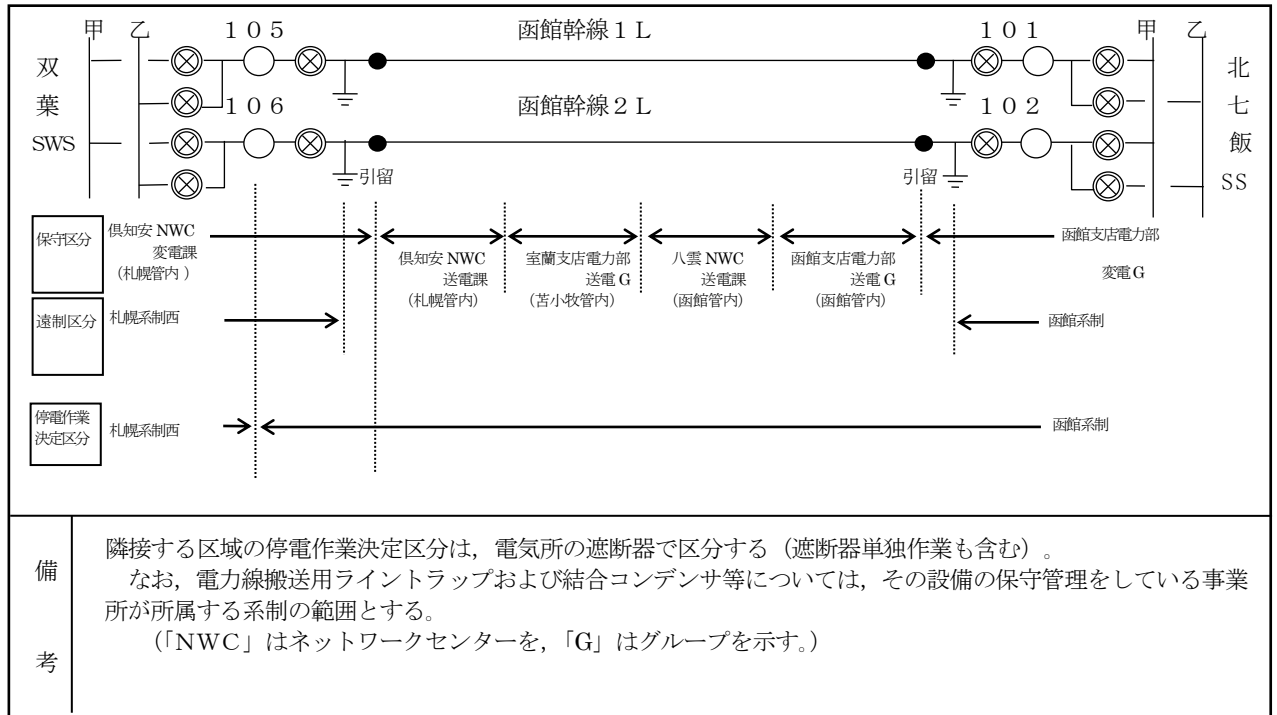 甲 乙 １０５ 函館幹線１Ｌ １０１ 甲 乙
双葉SWS
北七飯SS
１０６ 函館幹線２Ｌ １０２
引留 引留
保守区分
俱知安 NWC
変電課
（札幌管内）
俱知安 NWC
送電課
（札幌管内）
室蘭支店電力部
送電 G
（苫小牧管内）
八雲 NWC
送電課
（函館管内）
函館支店電力部
送電 G
（函館管内）
函館支店電力部
変電 G
遠制区分 札幌系制西 函館系制
停電作業
決定区分
札幌系制西 函館系制
備考
隣接する区域の停電作業決定区分は，電気所の遮断器で区分する（遮断器単独作業も含む）。
なお，電力線搬送用ライントラップおよび結合コンデンサ等については，その設備の保守管理をしている事業
所が所属する系制の範囲とする。
（「ＮＷＣ」はネットワークセンターを，「G」はグループを示す。）